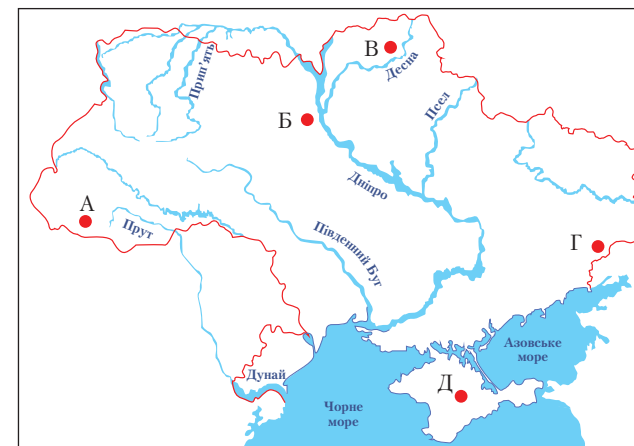 В
Десна
Прип'ять
Псел
Б
Дніпро
А
Прут
Південний Буг
Г
Азовське
море
Дунай
Д
Чорне
море